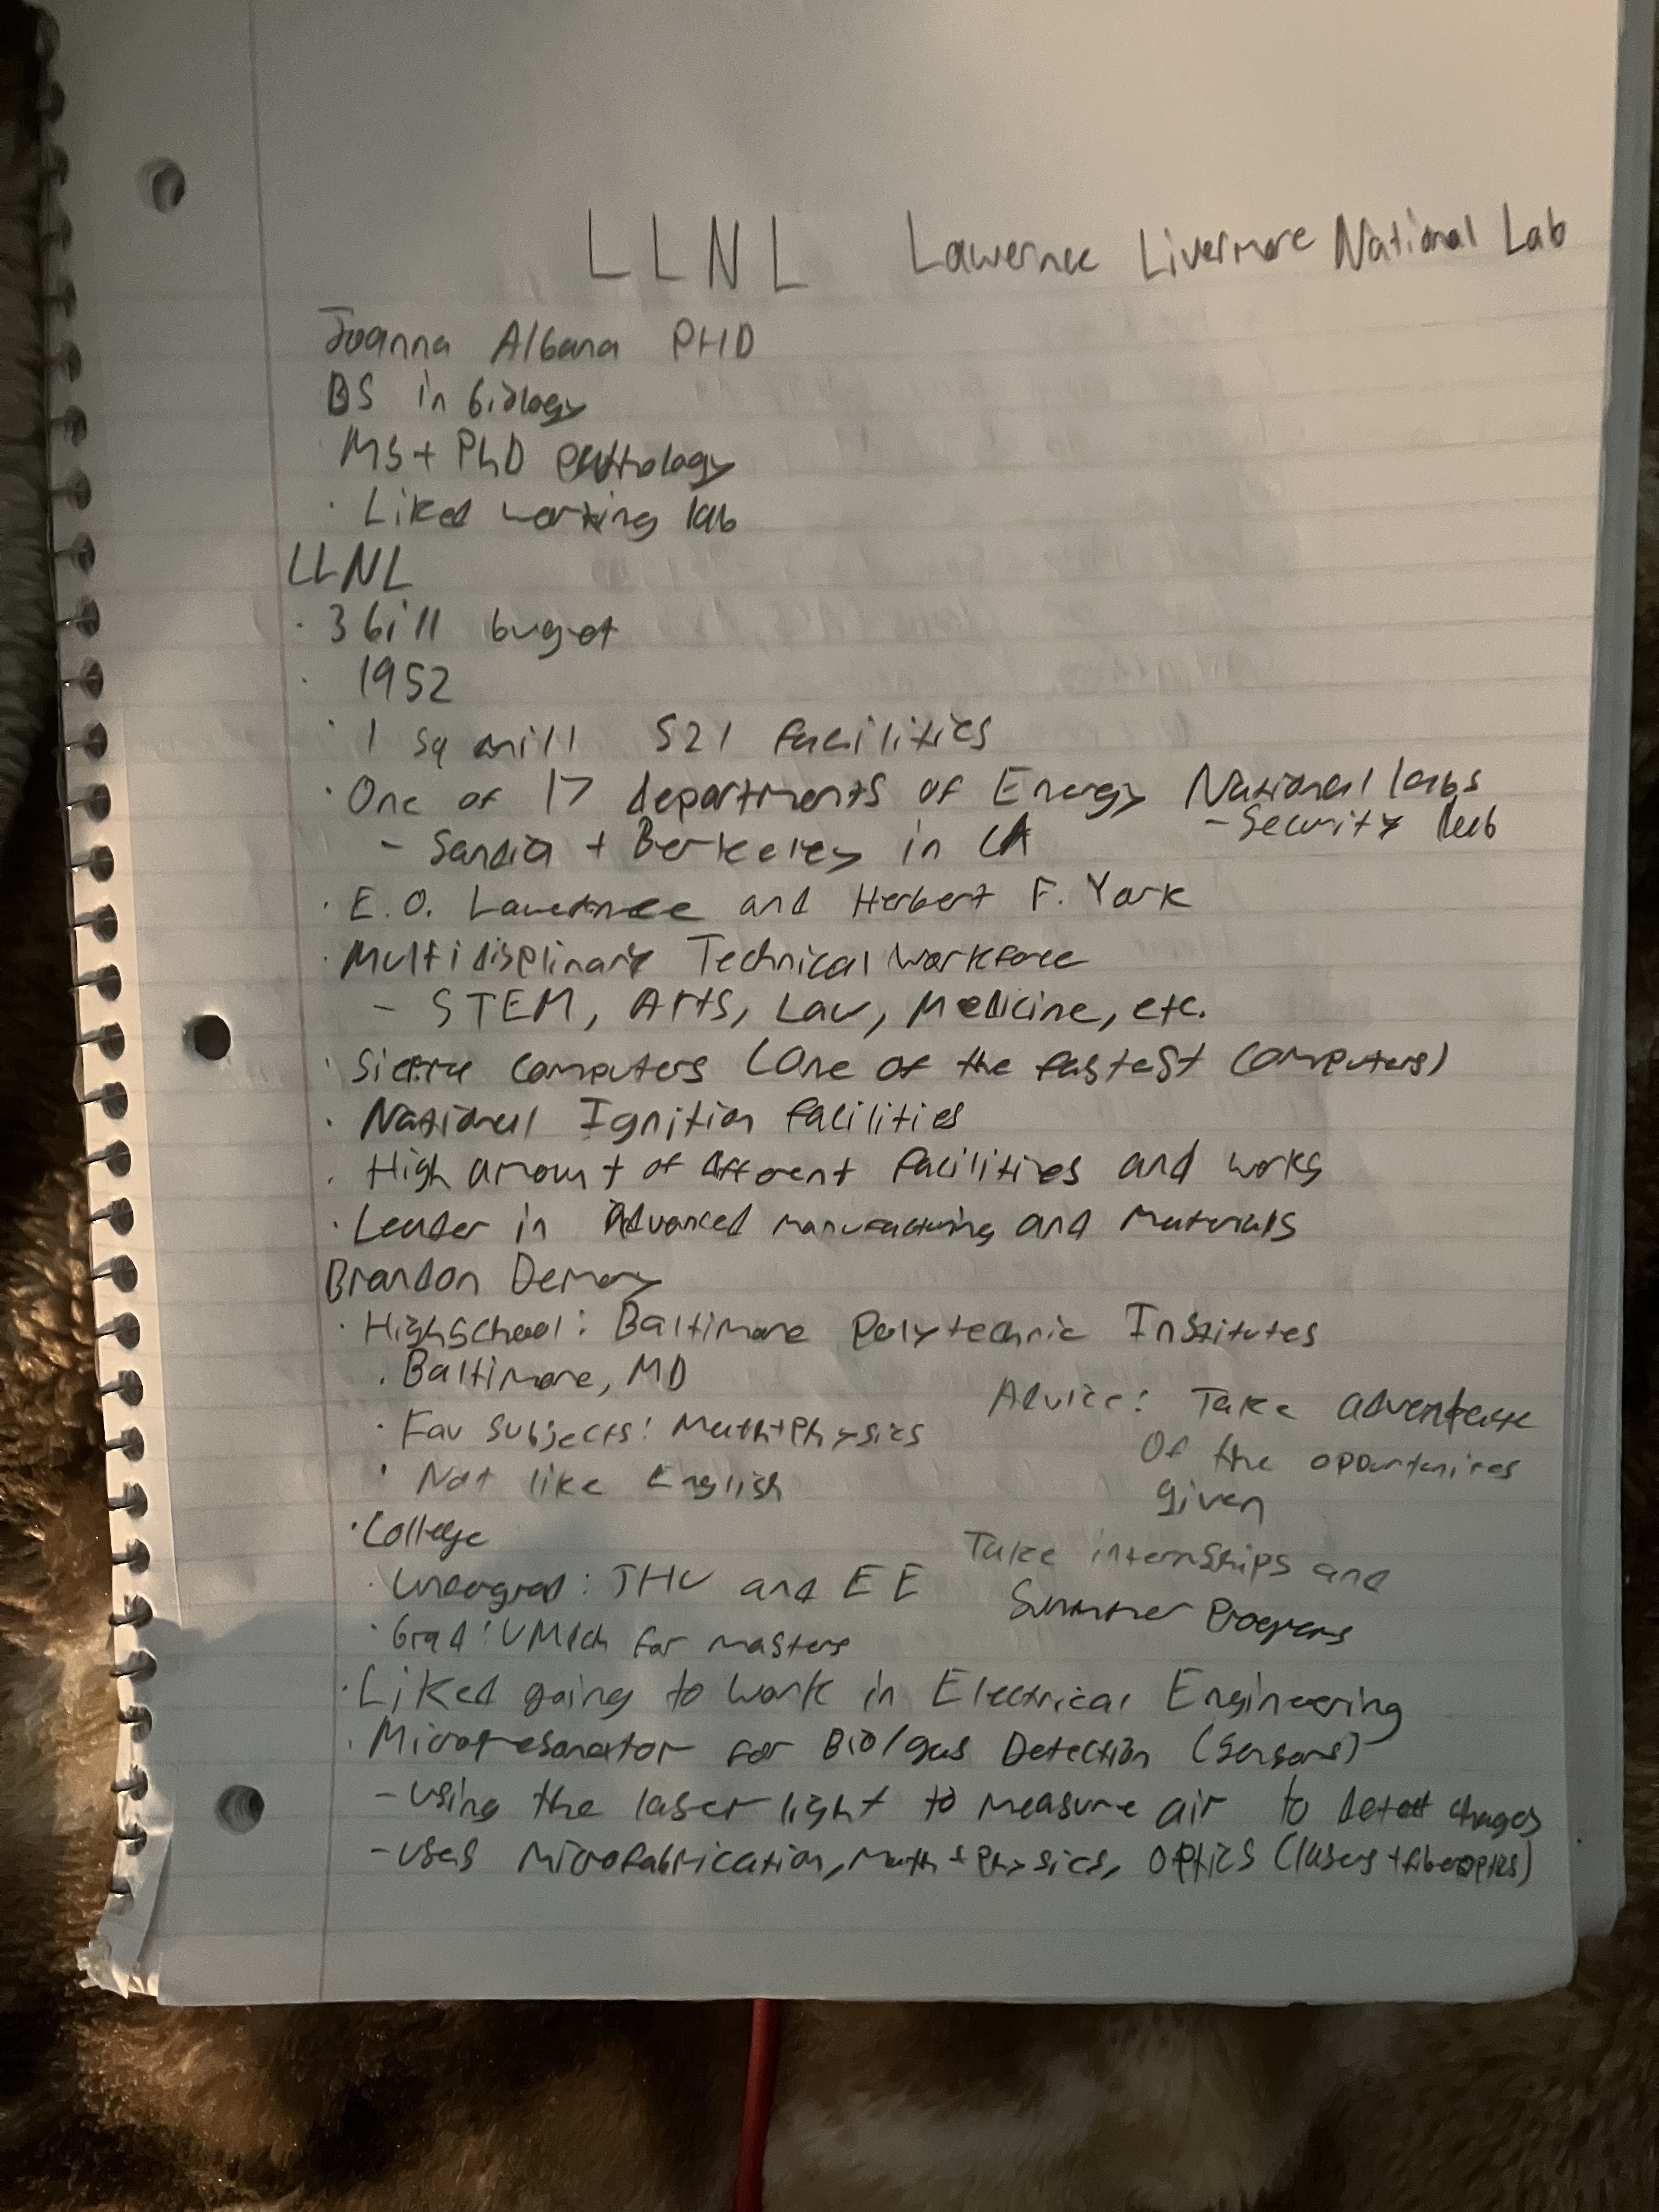 LLNL Lawernce Livermore National Lab
Joanna Albana PHD
BS in biology
MS + PhD pathology
· Liked working lab
LLNL
· 3 bill buget
· 1952
· 1 sq mill 521 facilities
· One of 17 departments of Energy National labs
- Sandia + Berkeley in CA - Security lab
· E.O. Lawernce and Herbert F. York
· Multidisplinary Technical workforce
- STEM, Arts, Law, Medicine, etc.
· Sierra Computers (One of the fastest computers)
· National Ignition facilities
· High amount of different facilities and works
· Leader in Advanced manufacturing and materials
Brandon Demory
· Highschool: Baltimore Polytechnic Institutes
· Baltimore, MD
Advice: Take adventage
· Fav subjects: Math+Physics
Of the
· Not like English
given
· College
Take internships and
· Undergrad: JHU and EE
Summer Programs
· Grad: UMich for masters
· Liked going to work in Electrical Engineering
· Microresonator for Bio/gas Detection (sensors)
- using the laser light to measure air to detect chages
- uses microfabrication, Math + Physics, Optics (lasers + fiberoptics)